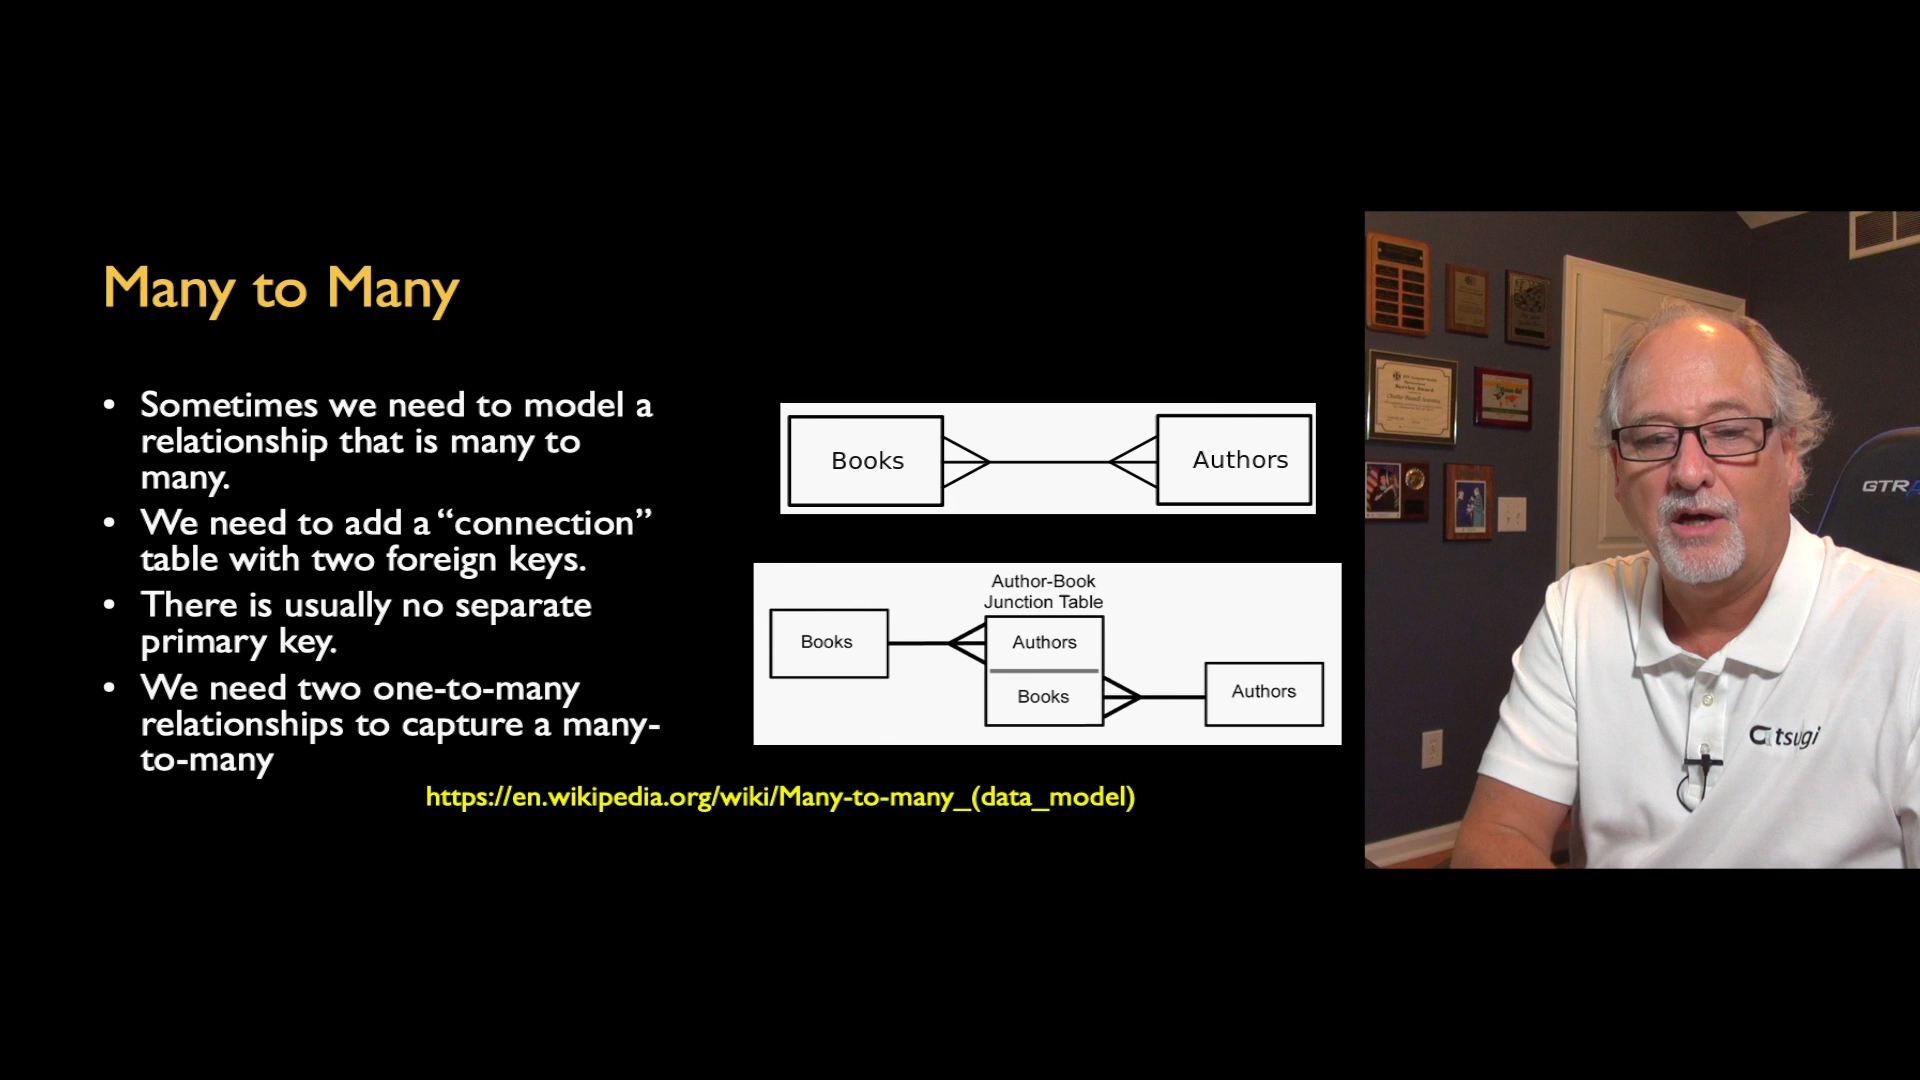 Many to Many
• Sometimes we need to model a
relationship that is many to
many.
• We need to add a “connection”
table with two foreign keys.
• There is usually no separate
primary key.
• We need two one-to-many
relationships to capture a many-
to-many
Books
Authors
Author-Book
Junction Table
Books
Authors
Books
Authors
https://en.wikipedia.org/wiki/Many-to-many_(data_model)
Service Award
GTR
tsugi